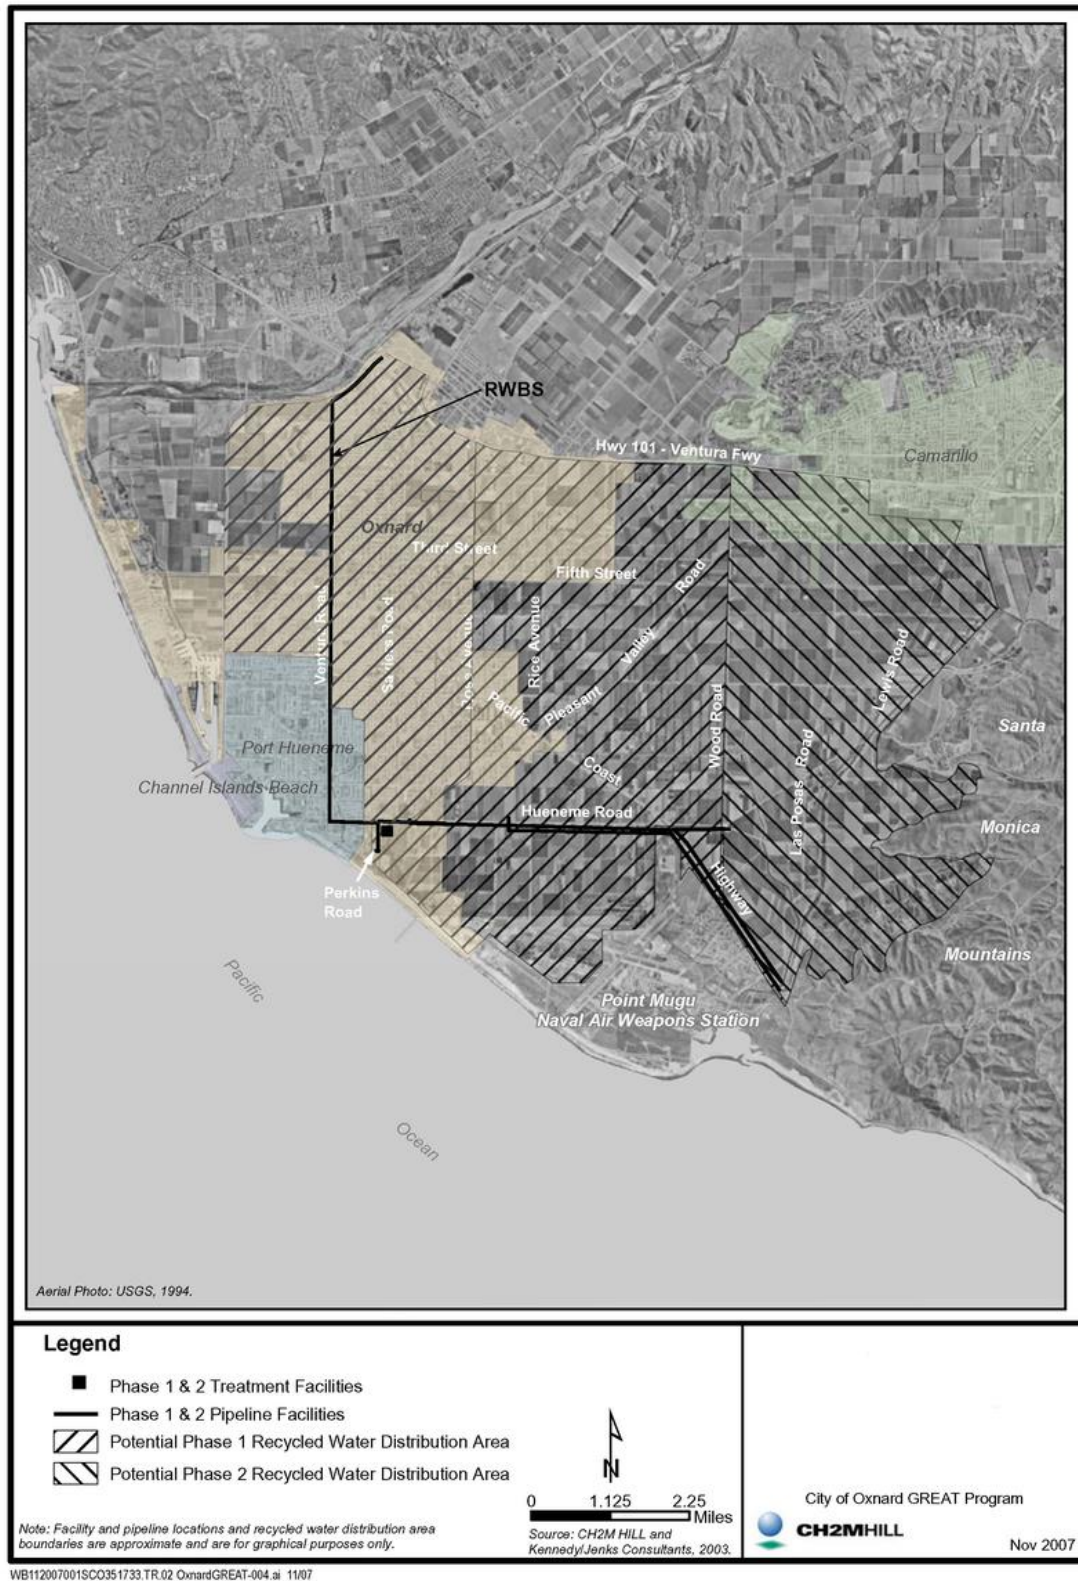 RWBS
Hwy 101 - Ventura Fwy
Camarillo
Oxnard
Third Street
Fifth Street
Road
Valley
Pleasant
Rice Avenue
Ventura Road
Pacific
Coast
Highway
Wood Road
Lewis Road
Las Posas Road
Santa
Monica
Mountains
Port Hueneme
Channel Islands Beach
Hueneme Road
Perkins
Road
Point Mugu
Naval Air Weapons Station
Pacific
Ocean
Aerial Photo: USGS, 1994.
Legend
Phase 1 & 2 Treatment Facilities
Phase 1 & 2 Pipeline Facilities
Potential Phase 1 Recycled Water Distribution Area
Potential Phase 2 Recycled Water Distribution Area
Note: Facility and pipeline locations and recycled water distribution area
boundaries are approximate and are for graphical purposes only.
N
0 1.125 2.25
Miles
Source: CH2M HILL and
Kennedy/Jenks Consultants, 2003.
City of Oxnard GREAT Program
CH2MHILL
Nov 2007
WB112007001SCO351733.TR.02 OxnardGREAT-004.ai 11/07